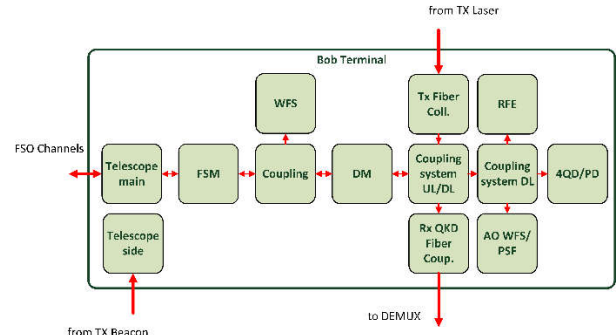 from TX Laser
Bob Terminal
WFS
Tx Fiber
Coll.
RFE
FSO Channels
Telescope
main
FSM
Coupling
DM
Coupling
system
UL/DL
Coupling
system DL
4QD/PD
Telescope
side
Rx QKD
Fiber
Coup.
AO WFS/
PSF
to DEMUX
from TX Beacon